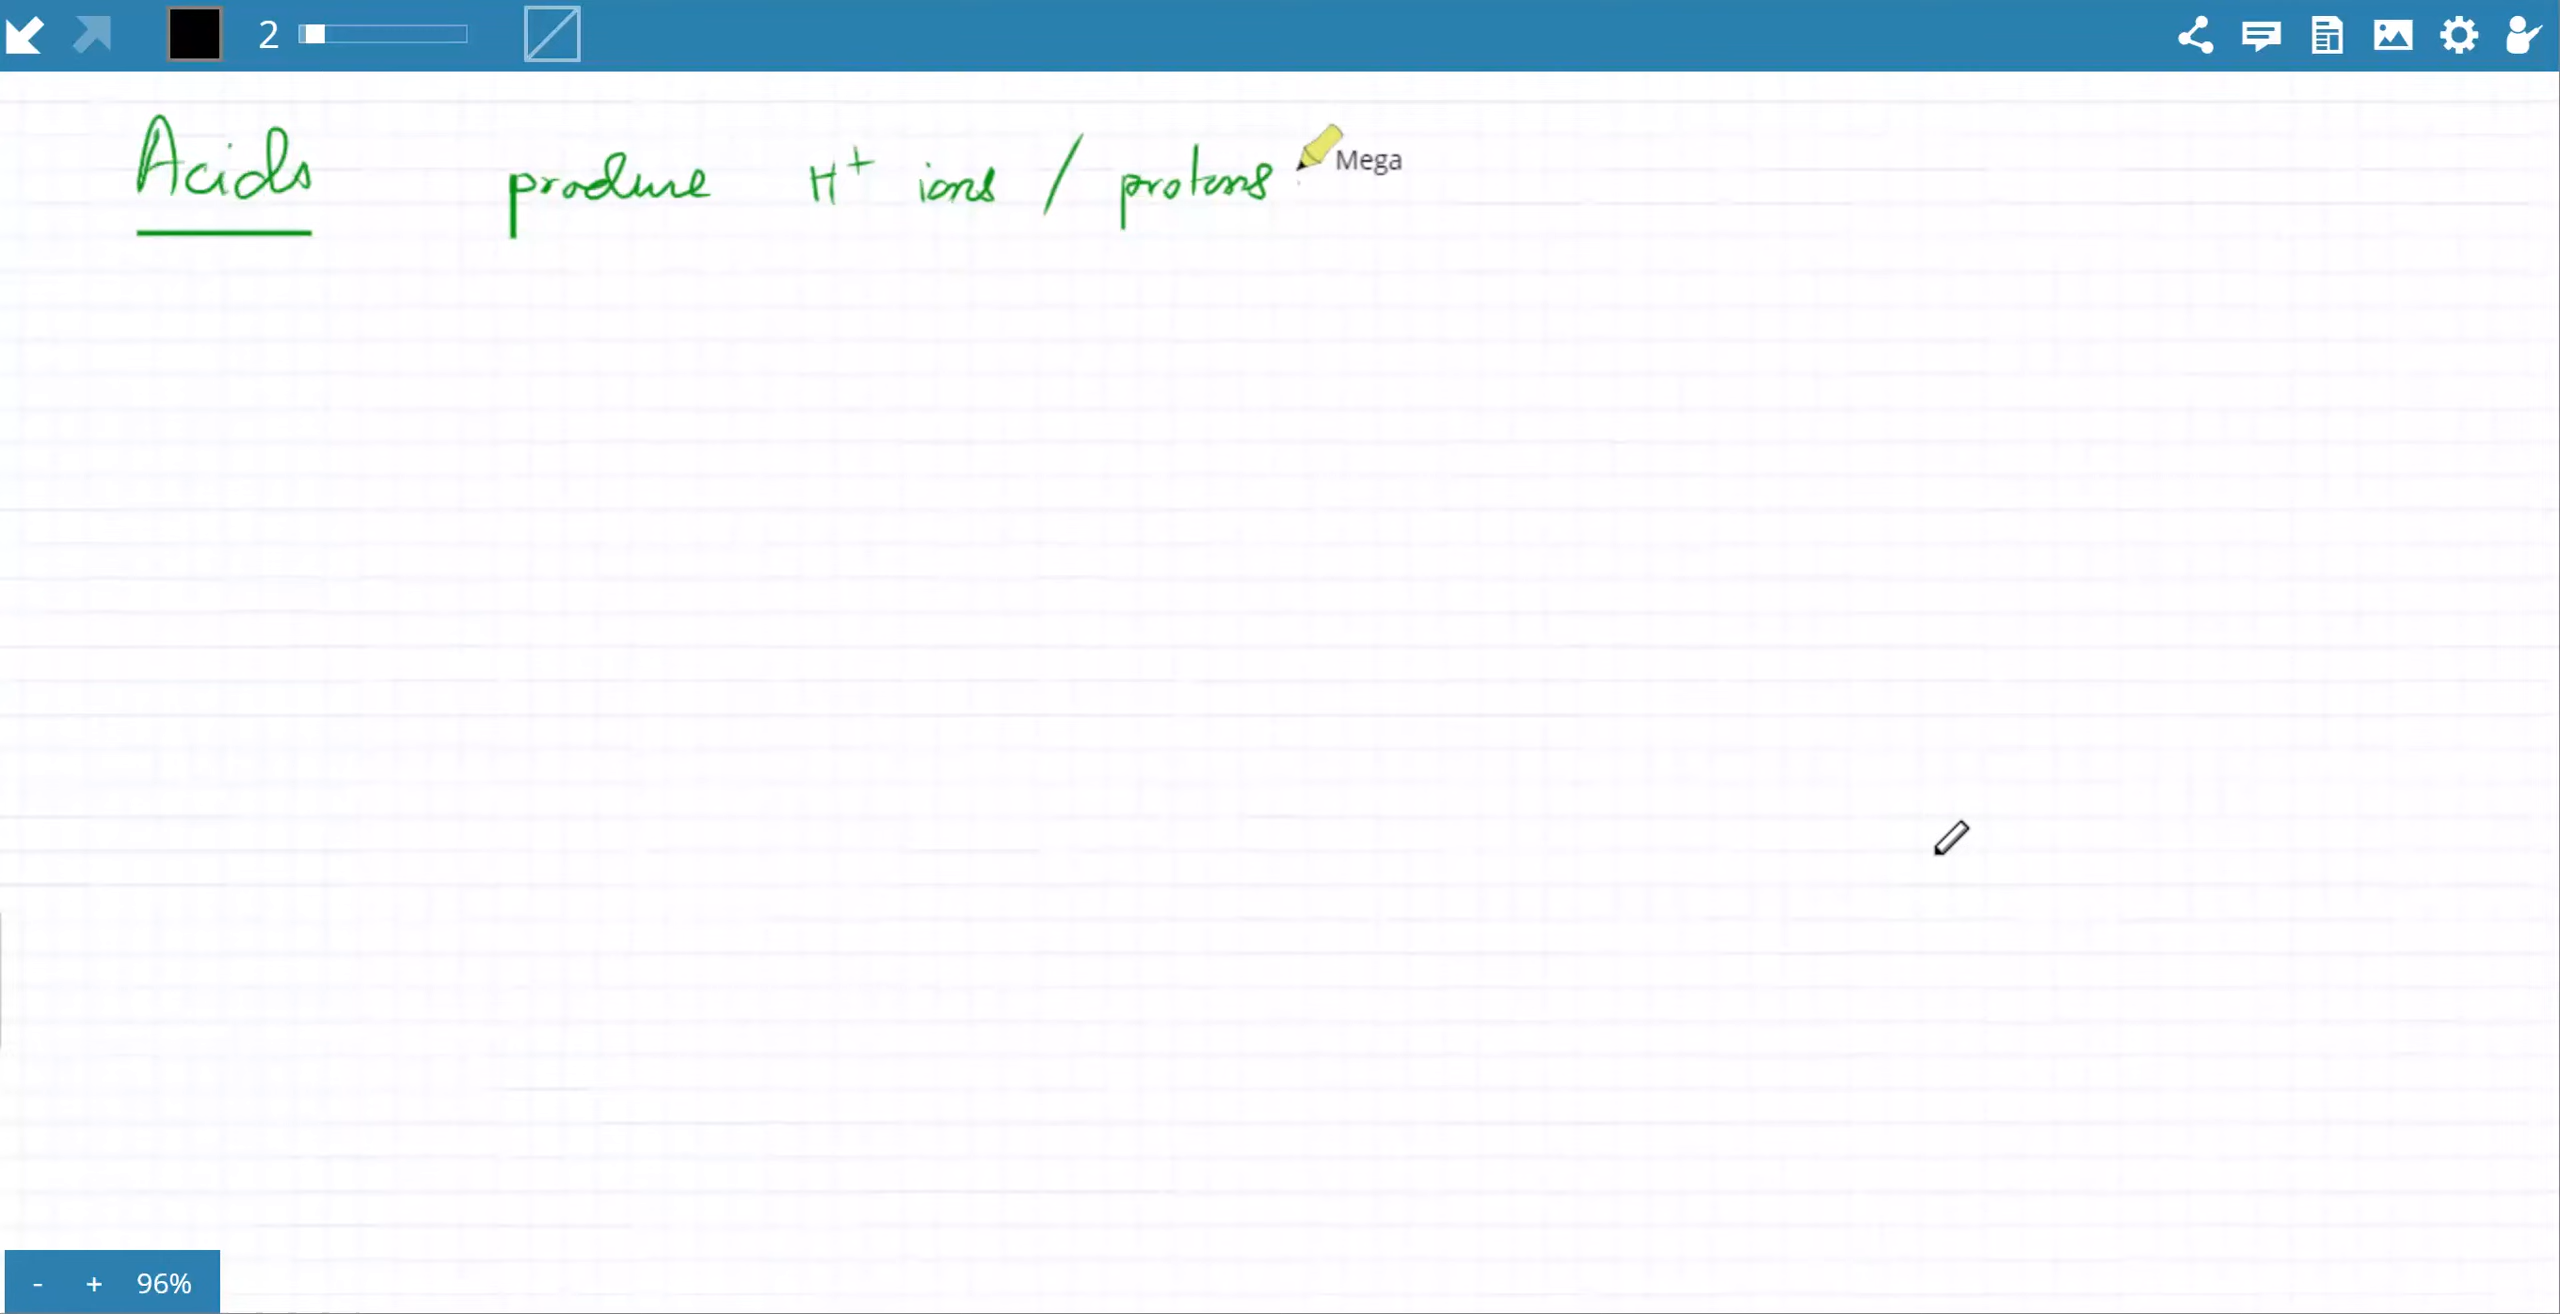 2
Acids produce H⁺ ions / protons Mega
- + 96%